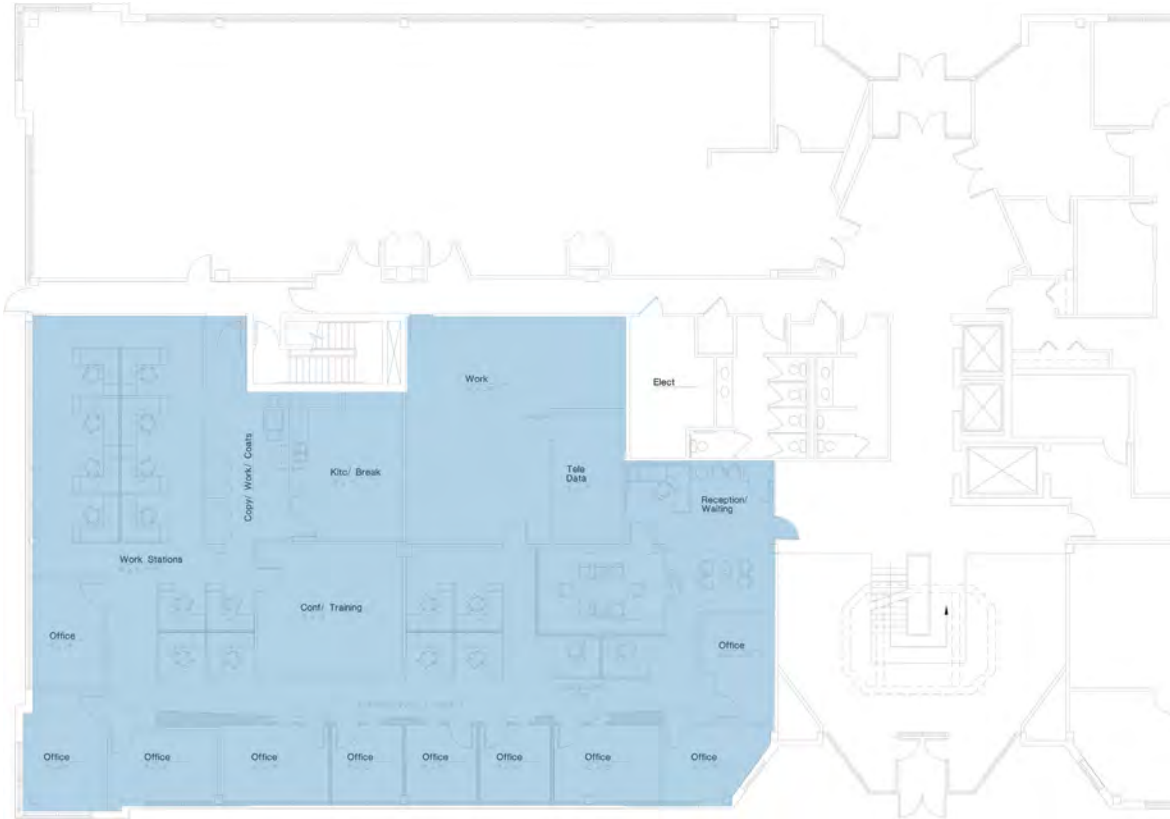 Work
Elect
Copy/ Work/ Coats
Kitc/ Break
Tele
Data
Reception/
Waiting
Work Stations
Conf/ Training
Office
Office
Office
Office
Office
Office
Office
Office
Office
Office